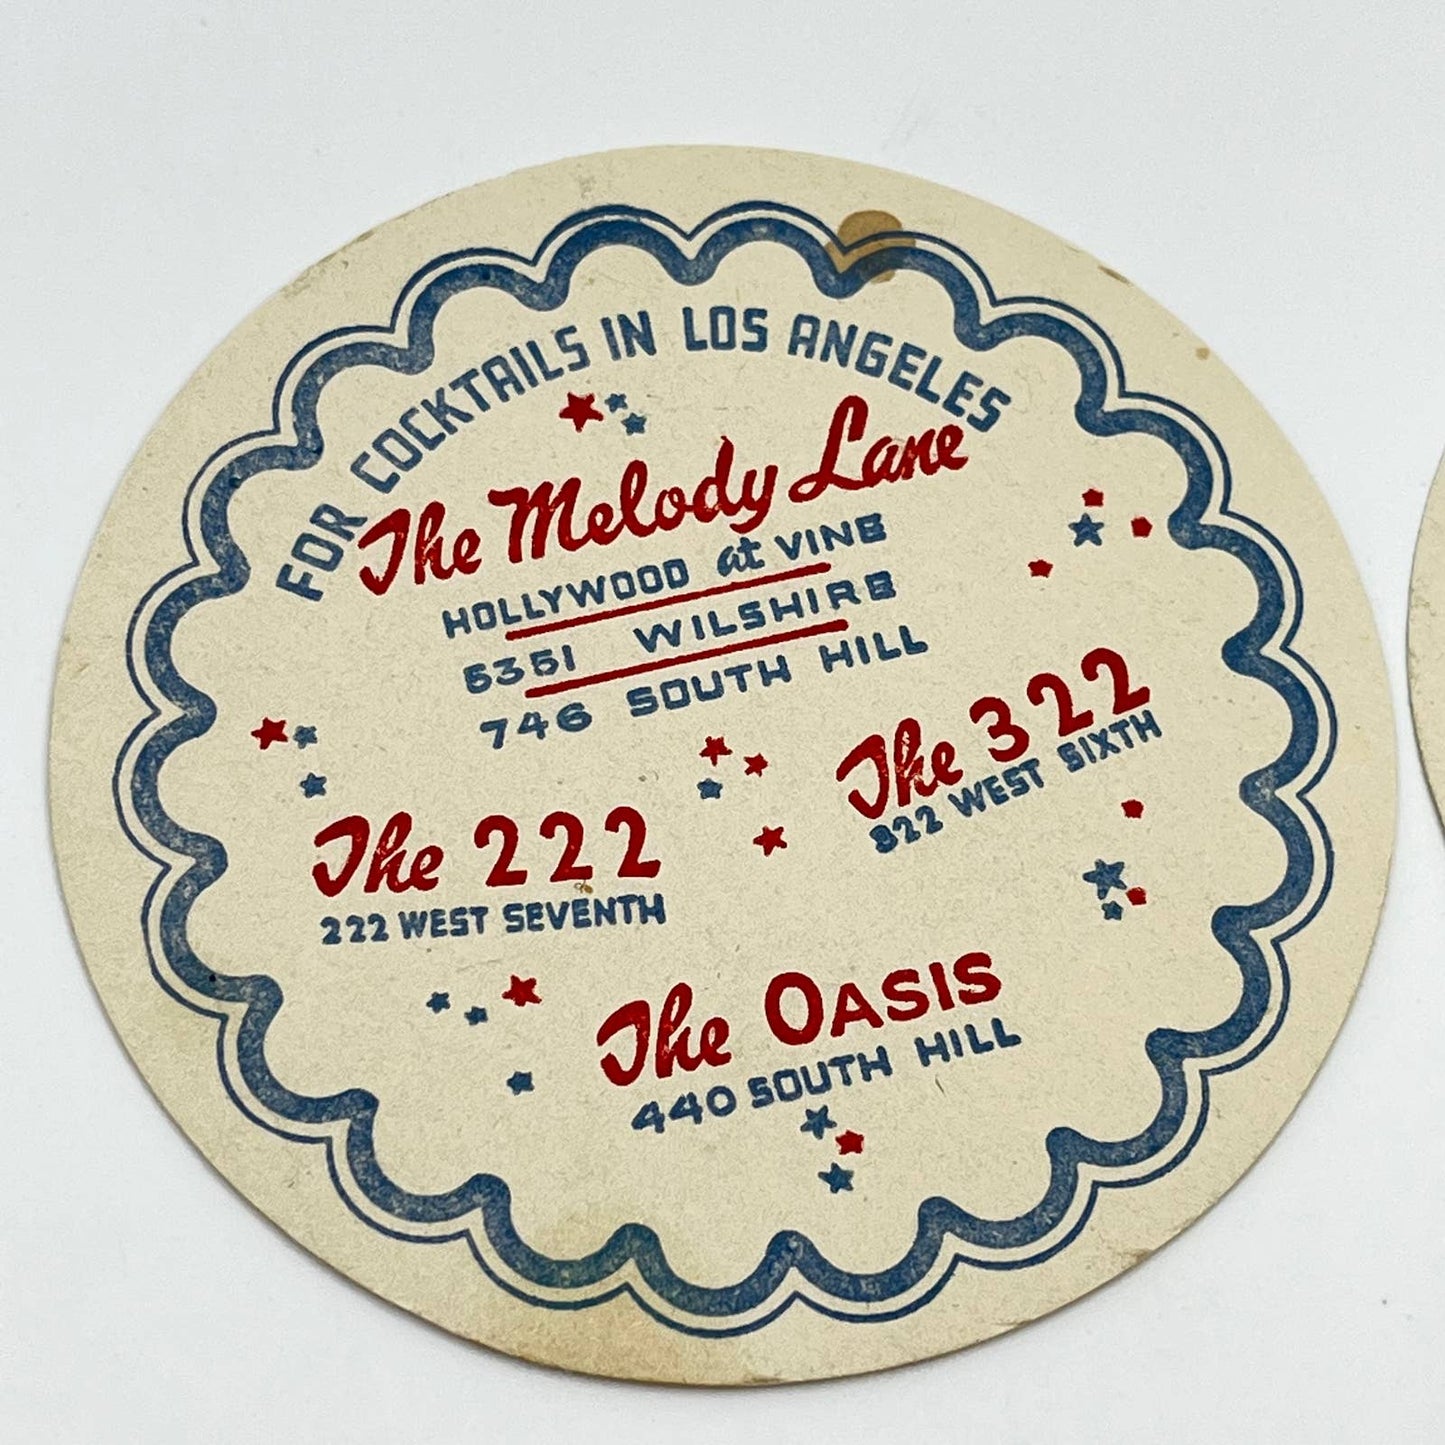 FOR COCKTAILS IN LOS ANGELES
The Melody Lane
HOLLYWOOD at VINE
5351 WILSHIRE
746 SOUTH HILL
The 322
322 WEST SIXTH
The 222
222 WEST SEVENTH
The OASIS
440 SOUTH HILL